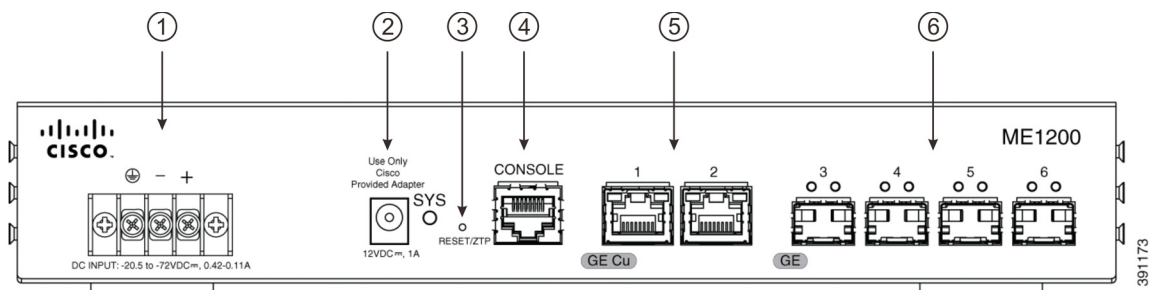 1 2 3 4 5 6
CISCO
ME1200
⏚ − +
Use Only
Cisco
Provided Adapter
SYS
CONSOLE
1 2 3 4 5 6
RESET/ZTP
12VDC⎓, 1A
GE Cu
GE
DC INPUT: -20.5 to -72VDC⎓, 0.42-0.11A
391173